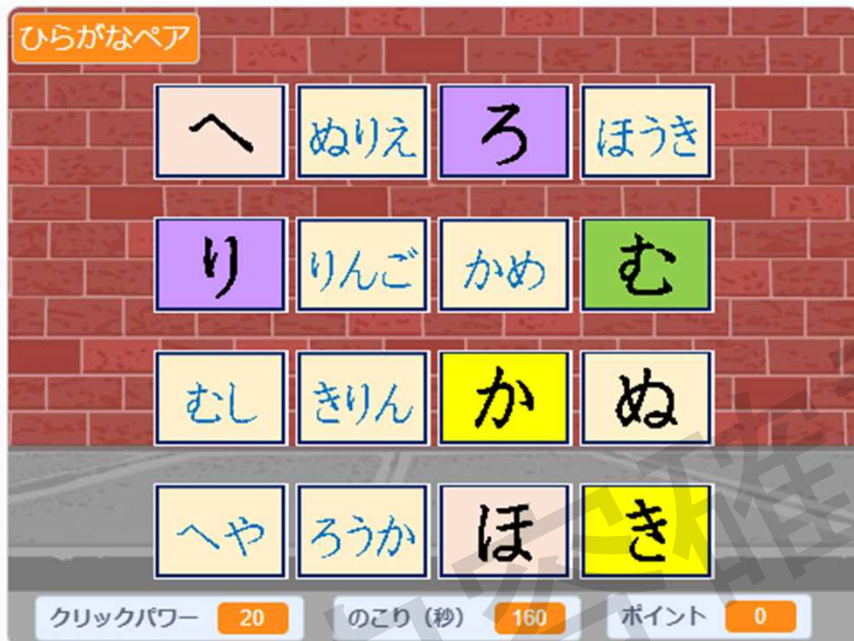 ひらがなペア
へ ぬりえ ろ ほうき
り りんご かめ む
むし きりん か ぬ
へや ろうか ほ き
クリックパワー 20 のこり（秒） 160 ポイント 0